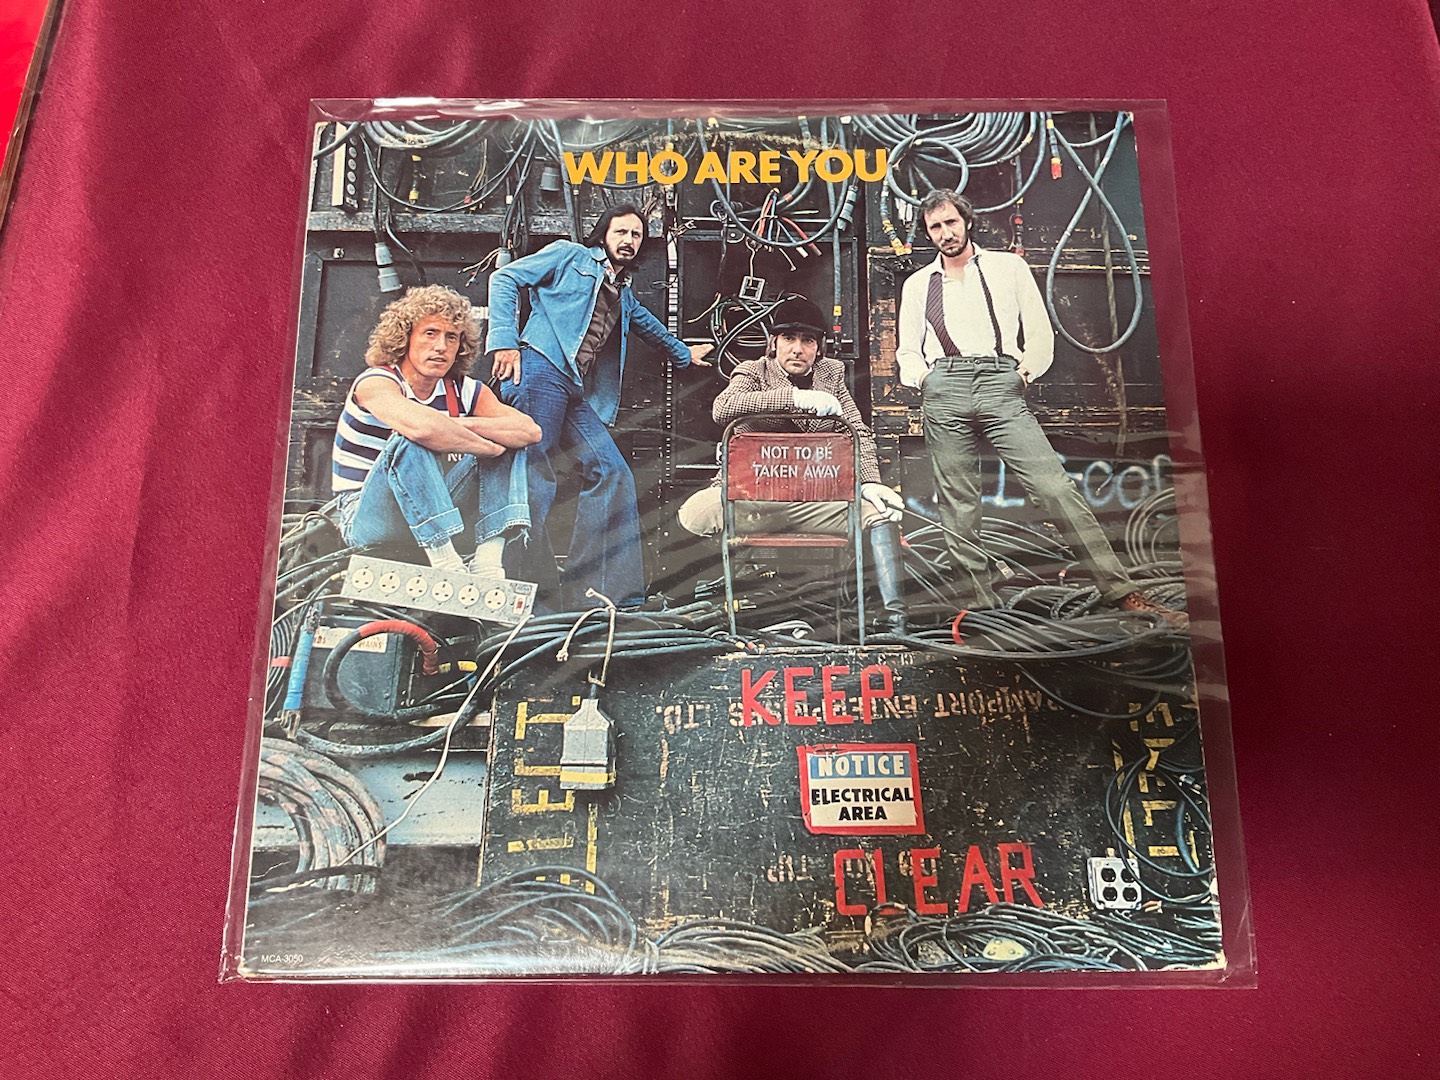 WHO ARE YOU
NOT TO BE
TAKEN AWAY
KEEP
NOTICE
ELECTRICAL
AREA
CLEAR
MCA-3050